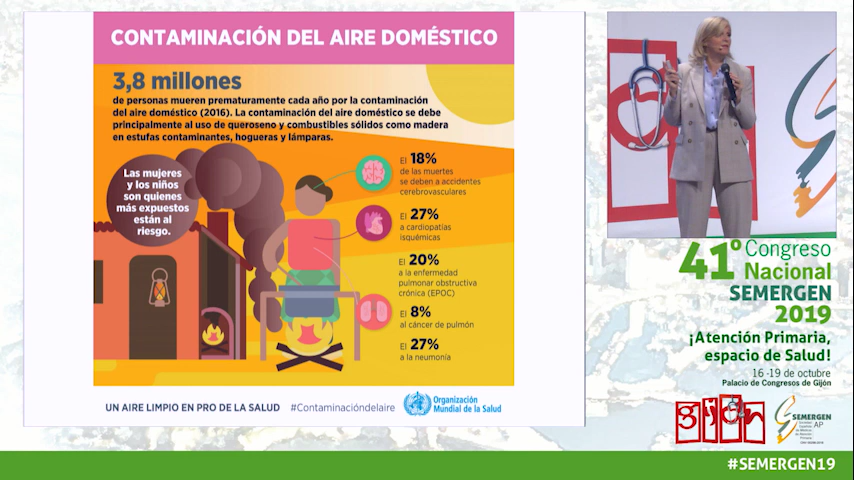 CONTAMINACIÓN DEL AIRE DOMÉSTICO
3,8 millones
de personas mueren prematuramente cada año por la contaminación
del aire doméstico (2016). La contaminación del aire doméstico se debe
principalmente al uso de queroseno y combustibles sólidos como madera
en estufas contaminantes, hogueras y lámparas.
Las mujeres
y los niños
son quienes
más expuestos
están al
riesgo.
El 18%
de las muertes
se deben a accidentes
cerebrovasculares
El 27%
a cardiopatías
isquémicas
El 20%
a la enfermedad
pulmonar obstructiva
crónica (EPOC)
El 8%
al cáncer de pulmón
El 27%
a la neumonía
UN AIRE LIMPIO EN PRO DE LA SALUD #Contaminacióndelaire
Organización
Mundial de la Salud
41º Congreso
Nacional
SEMERGEN
2019
¡Atención Primaria,
espacio de Salud!
16 -19 de octubre
Palacio de Congresos de Gijón
gijón
SEMERGEN
AP
#SEMERGEN19